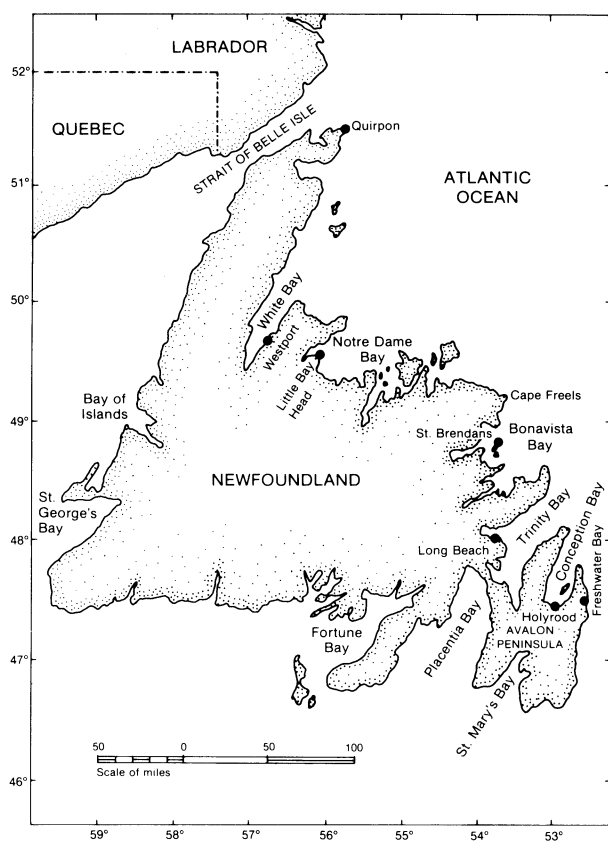 LABRADOR
52°
QUEBEC
STRAIT OF BELLE ISLE
Quirpon
51°
ATLANTIC
OCEAN
50°
White Bay
Westport
Notre Dame
Bay
Little Bay
Head
Cape Freels
49°
Bay of
Islands
St. Brendans
Bonavista
Bay
NEWFOUNDLAND
St.
George's
Bay
Trinity Bay
48°
Long Beach
Conception Bay
Freshwater Bay
Holyrood
AVALON
PENINSULA
Fortune
Bay
Placentia Bay
47°
St. Mary's Bay
50 0 50 100
Scale of miles
46°
59° 58° 57° 56° 55° 54° 53°